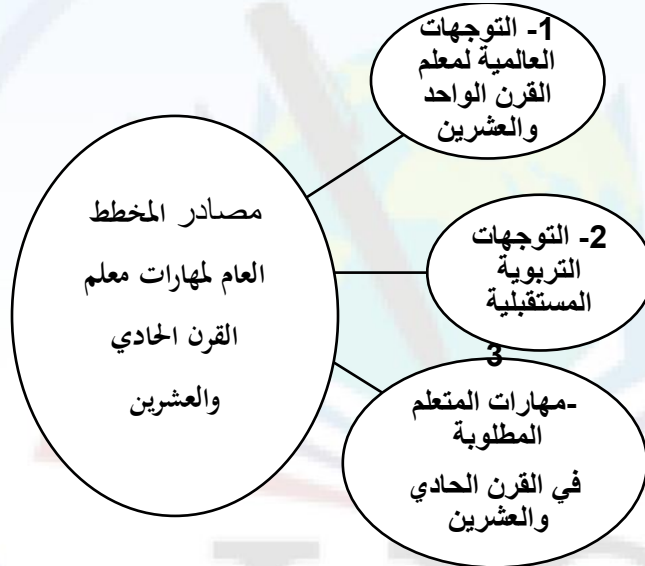 مصادر المخطط
العام لمهارات معلم
القرن الحادي
والعشرين
1- التوجهات
العالمية لمعلم
القرن الواحد
والعشرين
2- التوجهات
التربوية
المستقبلية
3
-مهارات المتعلم
المطلوبة
في القرن الحادي
والعشرين